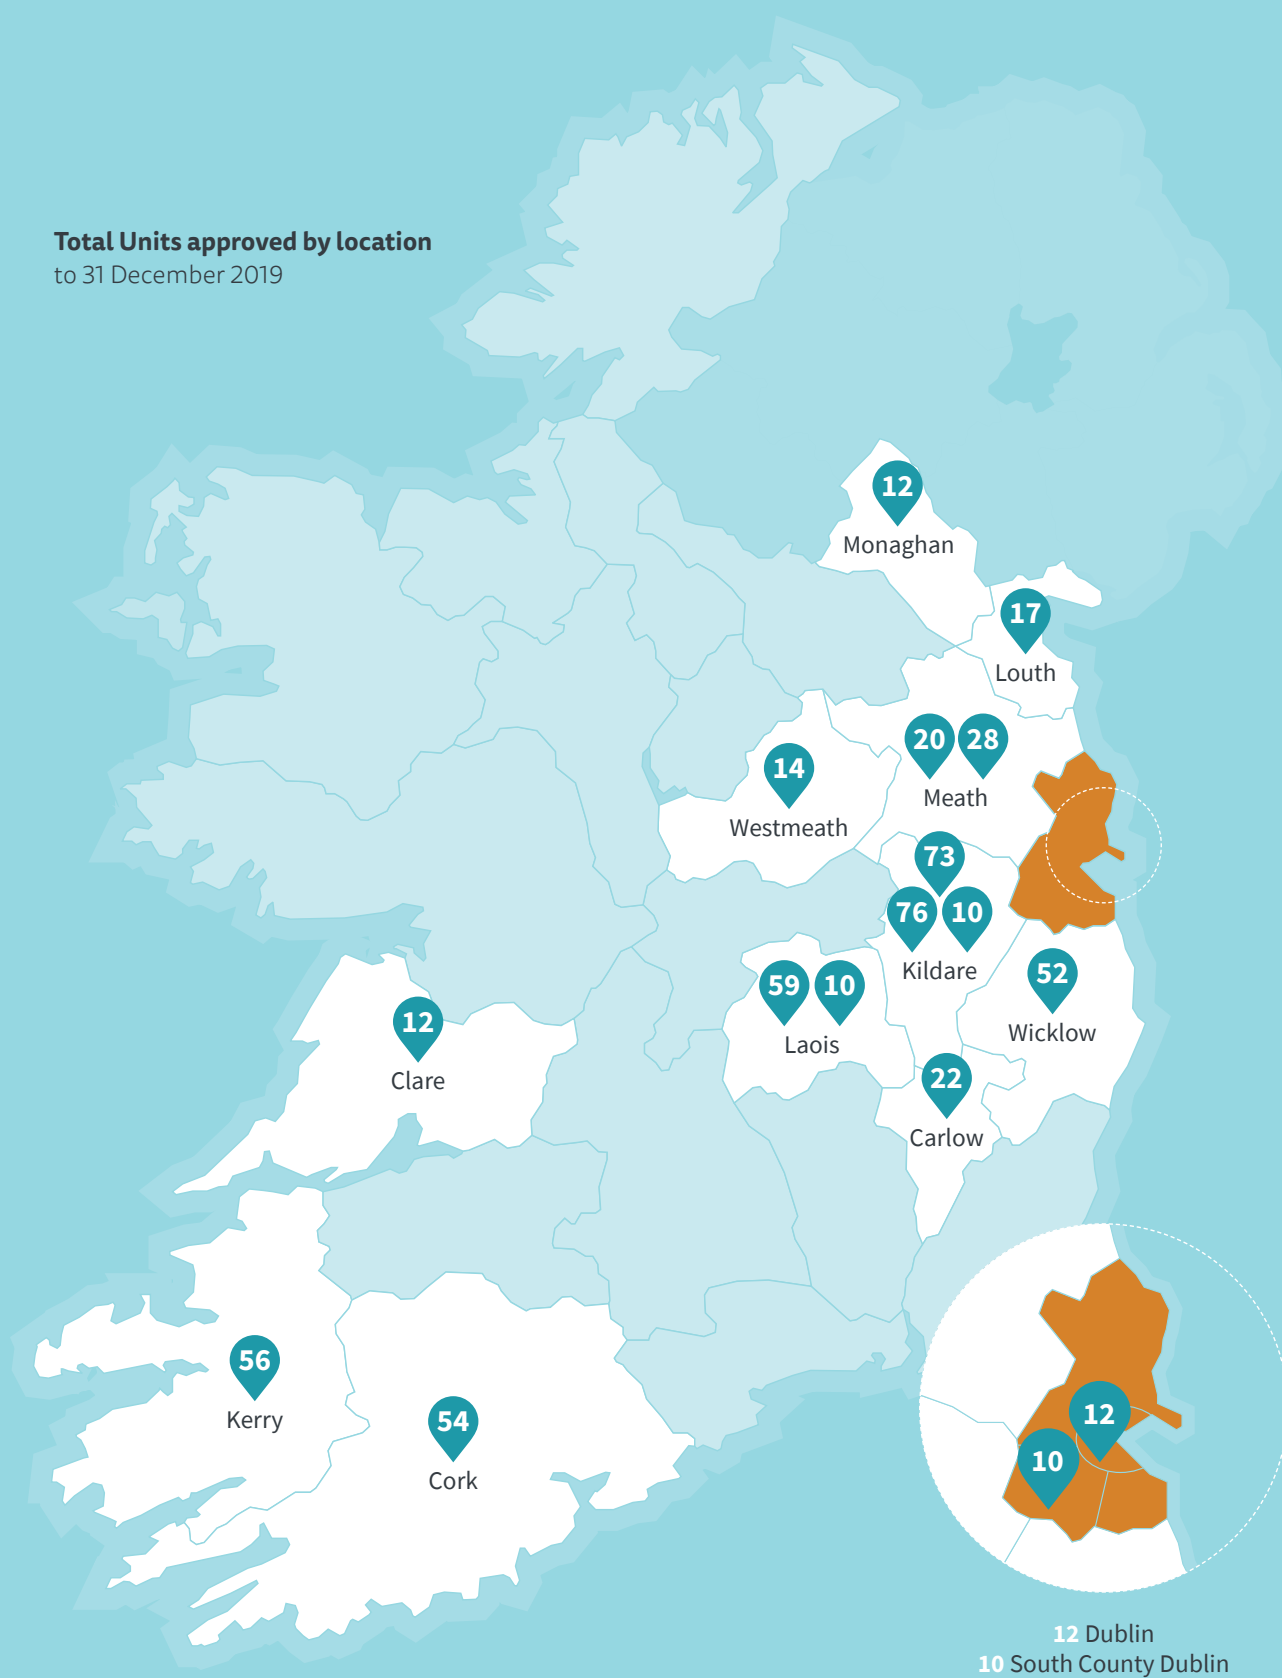 Total Units approved by location
to 31 December 2019
12
Monaghan
17
Louth
20 28
Meath
14
Westmeath
73
76 10
Kildare
52
Wicklow
59 10
Laois
12
Clare
22
Carlow
56
Kerry
54
Cork
12
10
12 Dublin
10 South County Dublin